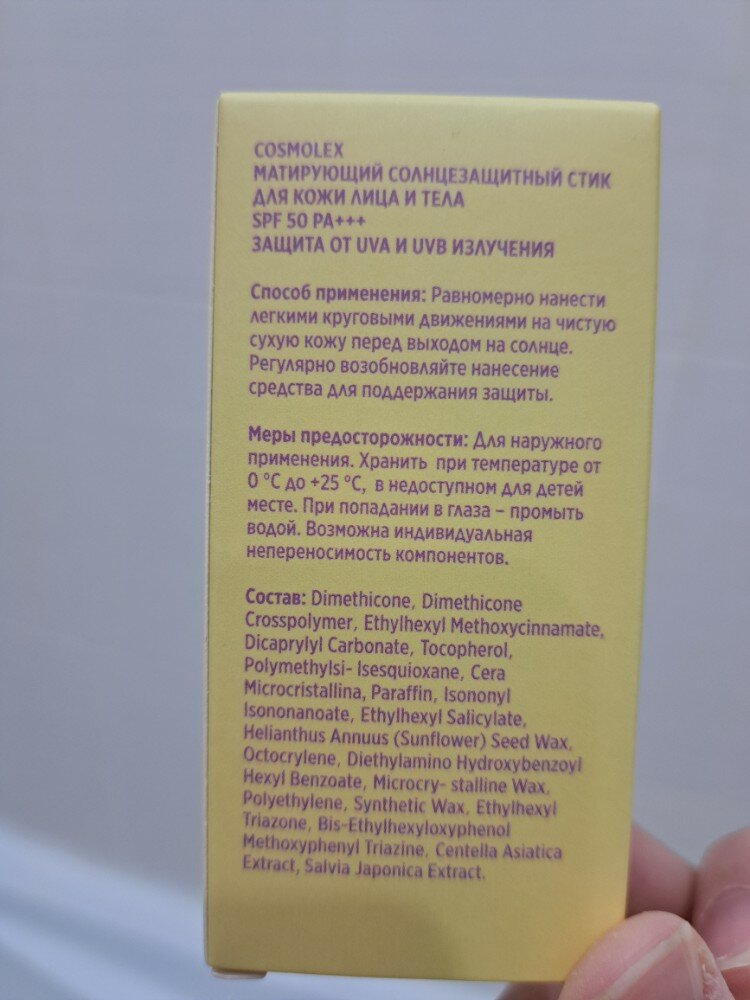 COSMOLEX
МАТИРУЮЩИЙ СОЛНЦЕЗАЩИТНЫЙ СТИК
ДЛЯ КОЖИ ЛИЦА И ТЕЛА
SPF 50 PA+++
ЗАЩИТА ОТ UVA И UVB ИЗЛУЧЕНИЯ
Способ применения: Равномерно нанести
легкими круговыми движениями на чистую
сухую кожу перед выходом на солнце.
Регулярно возобновляйте нанесение
средства для поддержания защиты.
Меры предосторожности: Для наружного
применения. Хранить при температуре от
0 °C до +25 °C, в недоступном для детей
месте. При попадании в глаза – промыть
водой. Возможна индивидуальная
непереносимость компонентов.
Состав: Dimethicone, Dimethicone
Crosspolymer, Ethylhexyl Methoxycinnamate,
Dicaprylyl Carbonate, Tocopherol,
Polymethylsi- Isesquioxane, Cera
Microcristallina, Paraffin, Isononyl
Isononanoate, Ethylhexyl Salicylate,
Helianthus Annuus (Sunflower) Seed Wax,
Octocrylene, Diethylamino Hydroxybenzoyl
Hexyl Benzoate, Microcry- stalline Wax,
Polyethylene, Synthetic Wax, Ethylhexyl
Triazone, Bis-Ethylhexyloxyphenol
Methoxyphenyl Triazine, Centella Asiatica
Extract, Salvia Japonica Extract.